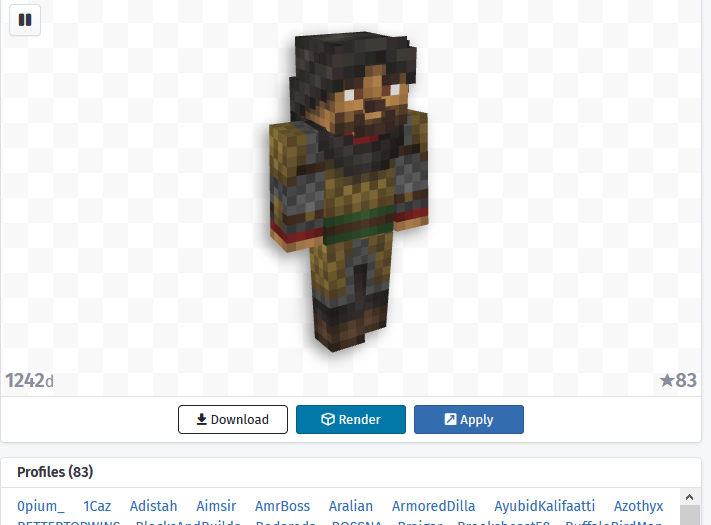 1242d
★83
Download
Render
Apply
Profiles (83)
0pium_ 1Caz Adistah Aimsir AmrBoss Aralian ArmoredDilla AyubidKalifaatti Azothyx